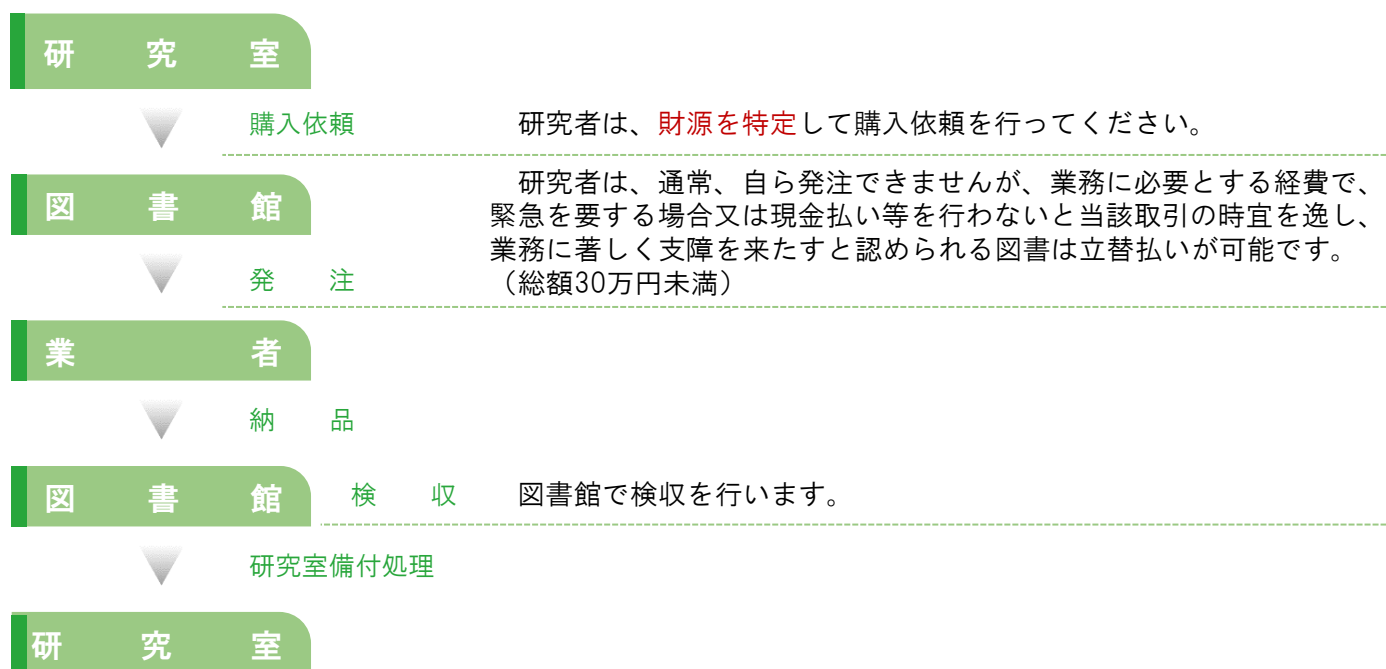 研究室
購入依頼　研究者は、財源を特定して購入依頼を行ってください。
図書館
研究者は、通常、自ら発注できませんが、業務に必要とする経費で、
緊急を要する場合又は現金払い等を行わないと当該取引の時宜を逸し、
業務に著しく支障を来たすと認められる図書は立替払いが可能です。
（総額30万円未満）
発注
業者
納品
図書館　検収　図書館で検収を行います。
研究室備付処理
研究室